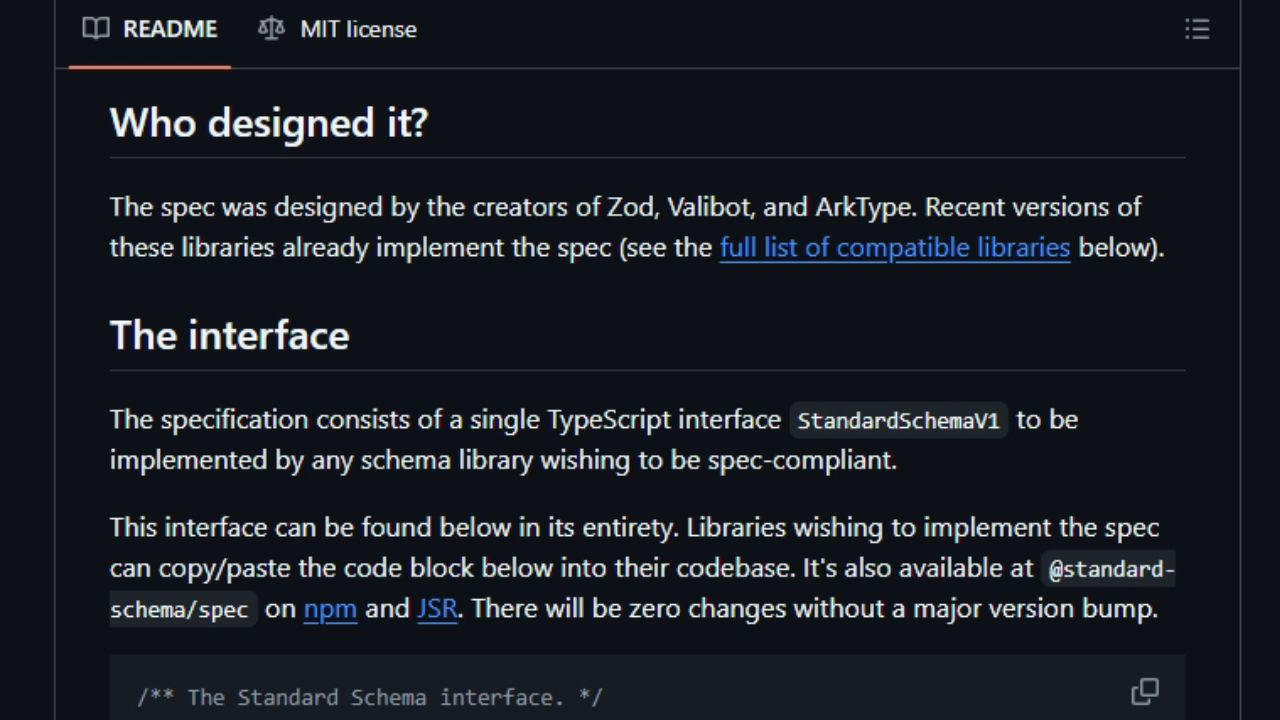 README MIT license
Who designed it?
The spec was designed by the creators of Zod, Valibot, and ArkType. Recent versions of
these libraries already implement the spec (see the full list of compatible libraries below).
The interface
The specification consists of a single TypeScript interface StandardSchemaV1 to be
implemented by any schema library wishing to be spec-compliant.
This interface can be found below in its entirety. Libraries wishing to implement the spec
can copy/paste the code block below into their codebase. It's also available at @standard-
schema/spec on npm and JSR. There will be zero changes without a major version bump.
/** The Standard Schema interface. */